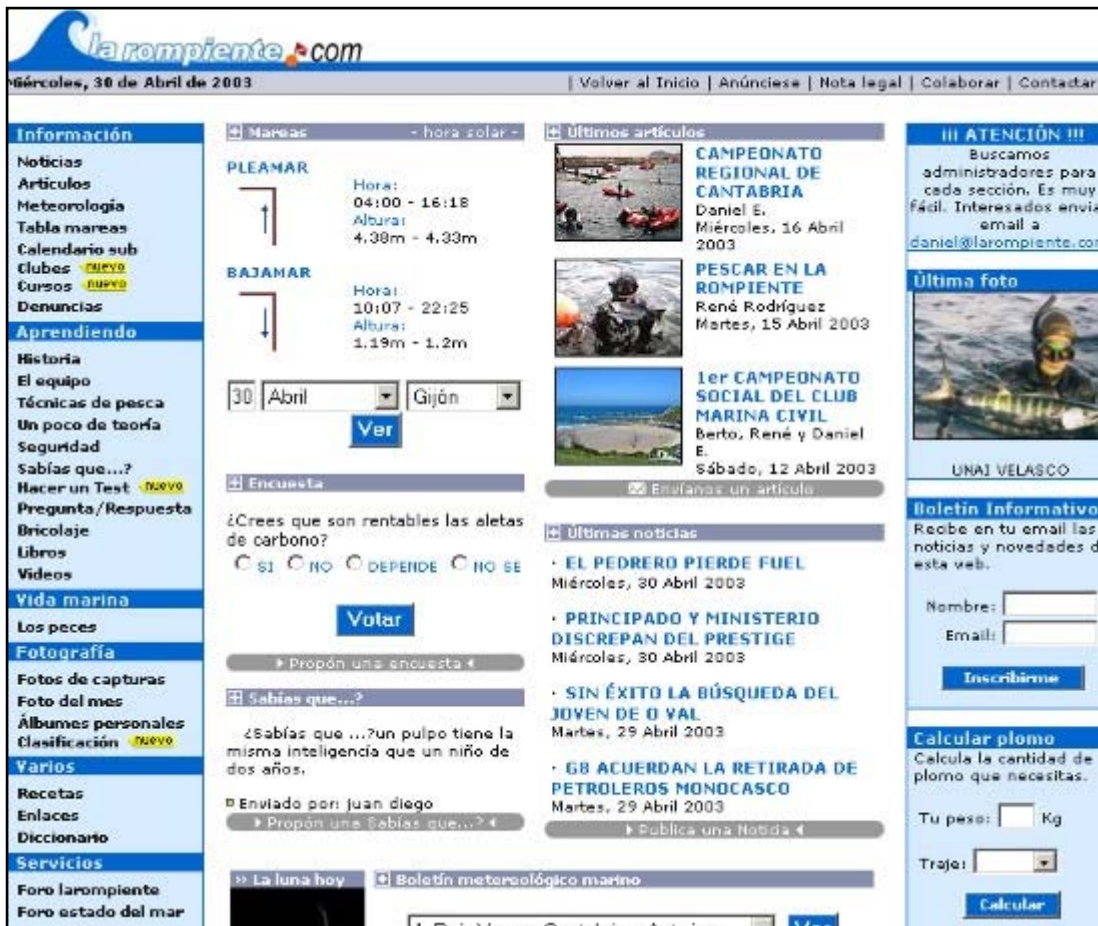 la rompiente.com
Miércoles, 30 de Abril de 2003
| Volver al Inicio | Anúnciese | Nota legal | Colaborar | Contactar
Información
Noticias
Artículos
Meteorología
Tabla mareas
Calendario sub
Clubes nuevo
Cursos nuevo
Denuncias
Aprendiendo
Historia
El equipo
Técnicas de pesca
Un poco de teoría
Seguridad
Sabías que...?
Hacer un Test nuevo
Pregunta/Respuesta
Bricolaje
Libros
Videos
Vida marina
Los peces
Fotografía
Fotos de capturas
Foto del mes
Álbumes personales
Clasificación nuevo
Varios
Recetas
Enlaces
Diccionario
Servicios
Foro larompiente
Foro estado del mar
Mareas - hora solar -
PLEAMAR
Hora:
04:00 - 16:18
Altura:
4.38m - 4.33m
BAJAMAR
Hora:
10:07 - 22:25
Altura:
1.19m - 1.2m
30 Abril Gijón
Ver
Encuesta
¿Crees que son rentables las aletas
de carbono?
SI NO DEPENDE NO SE
Votar
Propón una encuesta
Sabías que...?
¿Sabías que ...?un pulpo tiene la
misma inteligencía que un niño de
dos años.
Enviado por: juan diego
Propón una Sabías que...?
>> La luna hoy
Boletín metereológico marino
Ver
Últimos artículos
CAMPEONATO
REGIONAL DE
CANTABRIA
Daniel E.
Miércoles, 16 Abril
2003
PESCAR EN LA
ROMPIENTE
René Rodríguez
Martes, 15 Abril 2003
1er CAMPEONATO
SOCIAL DEL CLUB
MARINA CIVIL
Berto, René y Daniel
E.
Sábado, 12 Abril 2003
Envíanos un artículo
Últimas noticias
· EL PEDRERO PIERDE FUEL
Miércoles, 30 Abril 2003
· PRINCIPADO Y MINISTERIO
DISCREPAN DEL PRESTIGE
Miércoles, 30 Abril 2003
· SIN ÉXITO LA BÚSQUEDA DEL
JOVEN DE O VAL
Martes, 29 Abril 2003
· G8 ACUERDAN LA RETIRADA DE
PETROLEROS MONOCASCO
Martes, 29 Abril 2003
Publica una Noticia
!!! ATENCIÓN !!!
Buscamos
administradores para
cada sección. Es muy
fácil. Interesados envia
email a
daniel@larompiente.com
Última foto
UNAI VELASCO
Boletín Informativo
Recibe en tu email las
noticias y novedades d
esta web.
Nombre:
Email:
Inscribirme
Calcular plomo
Calcula la cantidad de
plomo que necesitas.
Tu peso: Kg
Traje:
Calcular